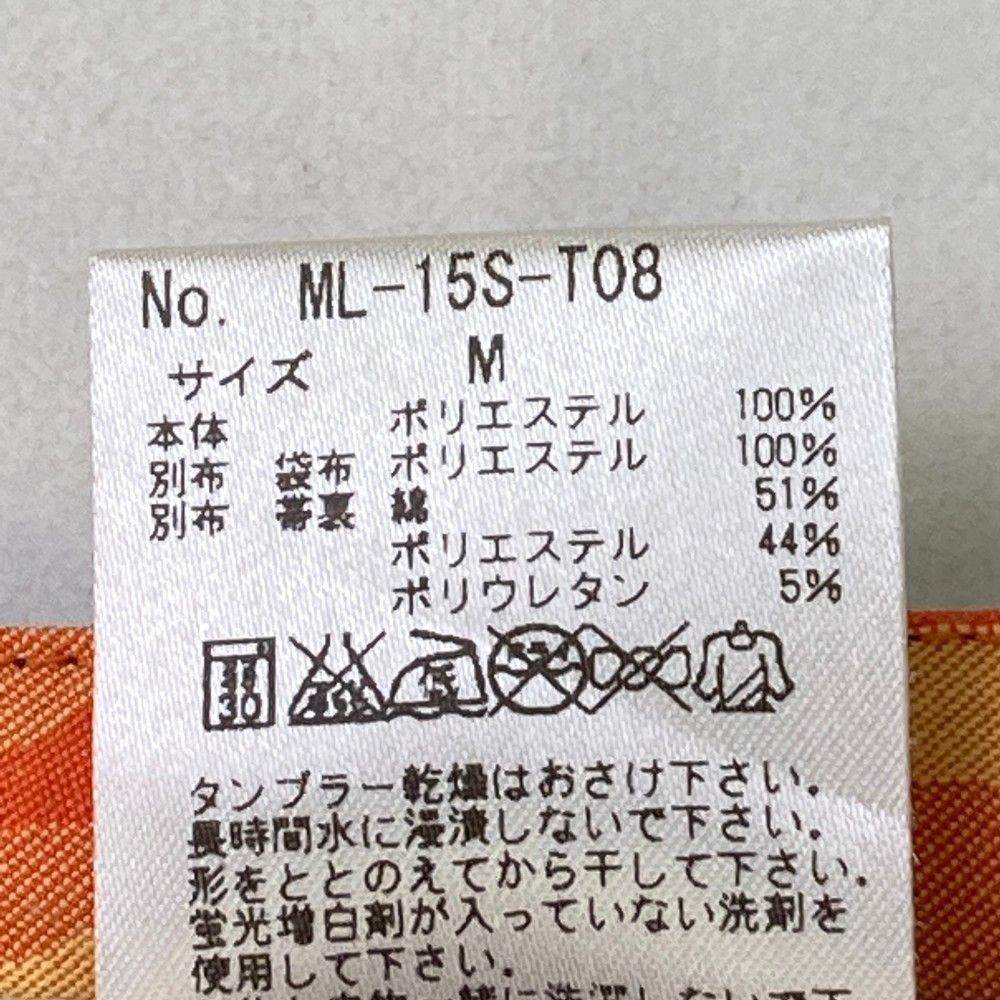 No. ML-15S-T08
サイズ M
本体 ポリエステル 100%
別布 袋布 ポリエステル 100%
別布 帯裏 綿 51%
ポリエステル 44%
ポリウレタン 5%
30
タンブラー乾燥はおさけ下さい.
長時間水に浸漬しないで下さい.
形をととのえてから干して下さい.
蛍光増白剤が入っていない洗剤を
使用して下さい.